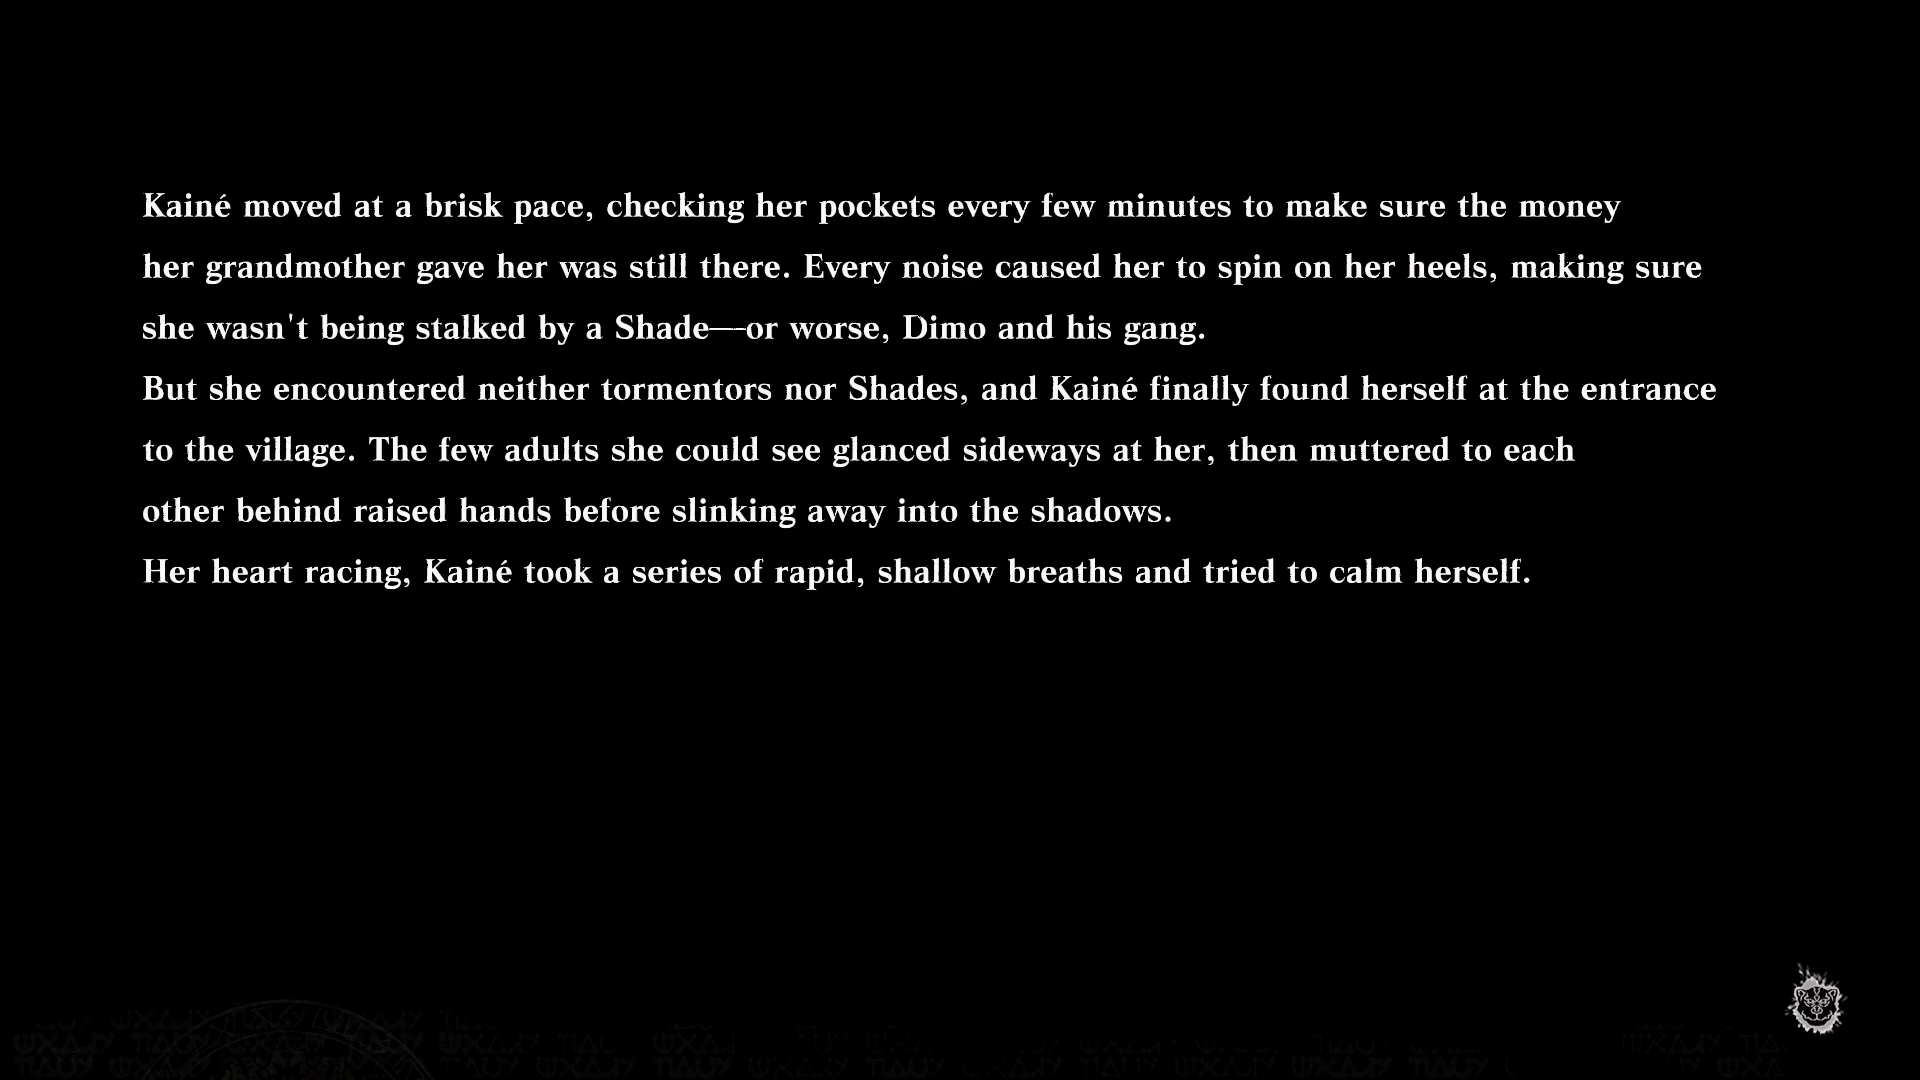 Kainé moved at a brisk pace, checking her pockets every few minutes to make sure the money
her grandmother gave her was still there. Every noise caused her to spin on her heels, making sure
she wasn't being stalked by a Shade—or worse, Dimo and his gang.
But she encountered neither tormentors nor Shades, and Kainé finally found herself at the entrance
to the village. The few adults she could see glanced sideways at her, then muttered to each
other behind raised hands before slinking away into the shadows.
Her heart racing, Kainé took a series of rapid, shallow breaths and tried to calm herself.